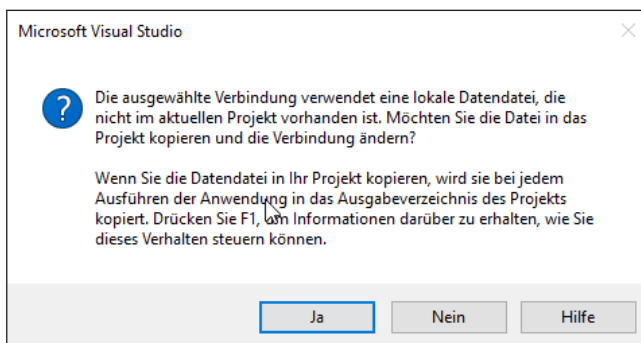 Microsoft Visual Studio
Die ausgewählte Verbindung verwendet eine lokale Datendatei, die
nicht im aktuellen Projekt vorhanden ist. Möchten Sie die Datei in das
Projekt kopieren und die Verbindung ändern?
Wenn Sie die Datendatei in Ihr Projekt kopieren, wird sie bei jedem
Ausführen der Anwendung in das Ausgabeverzeichnis des Projekts
kopiert. Drücken Sie F1, um Informationen darüber zu erhalten, wie Sie
dieses Verhalten steuern können.
Ja Nein Hilfe